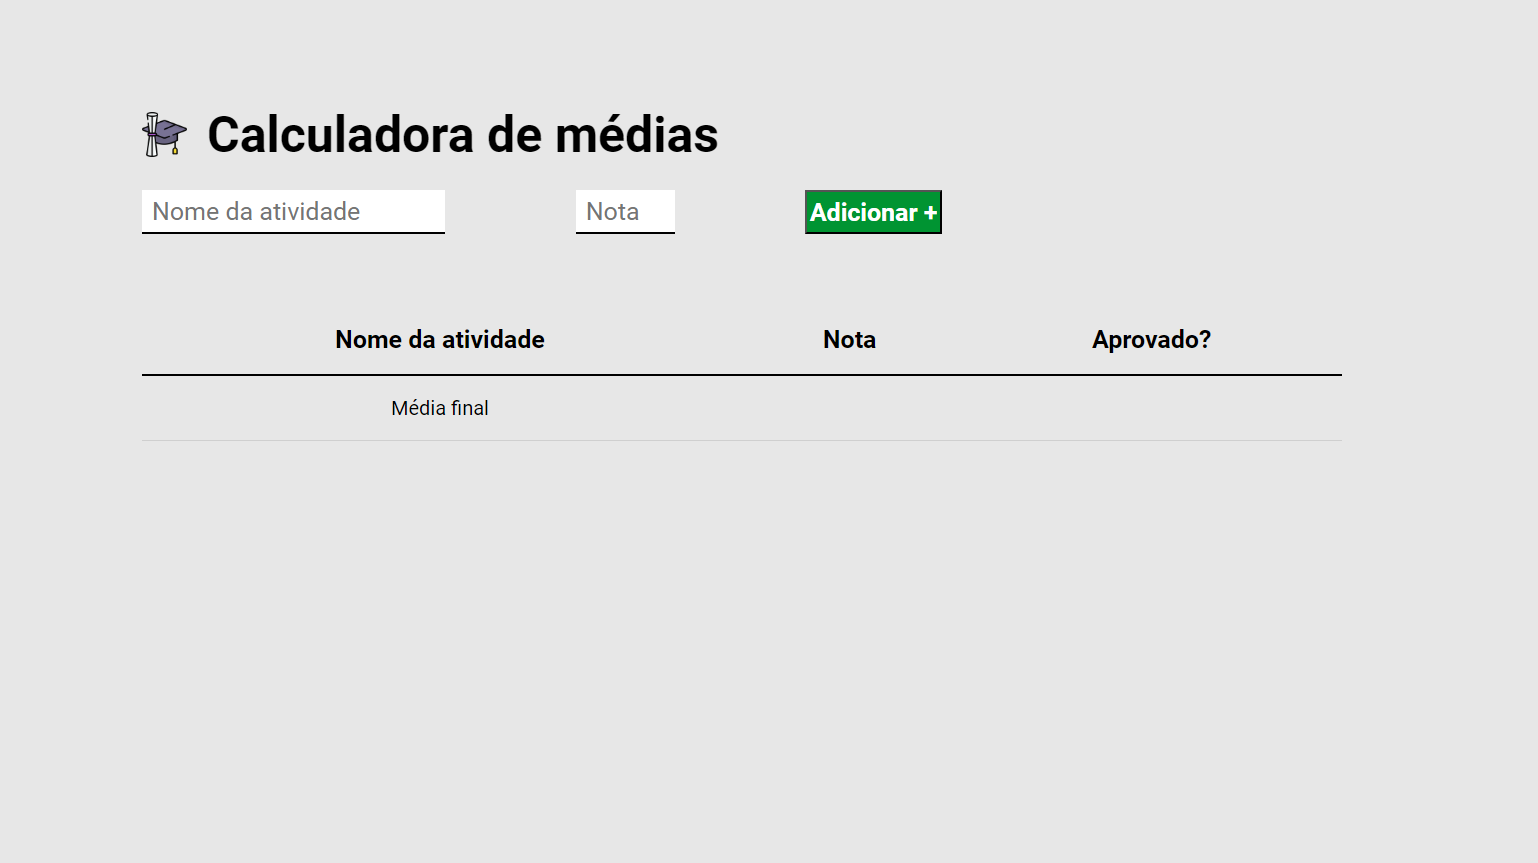 Calculadora de médias
Nome da atividade Nota Adicionar +
Nome da atividade Nota Aprovado?
Média final